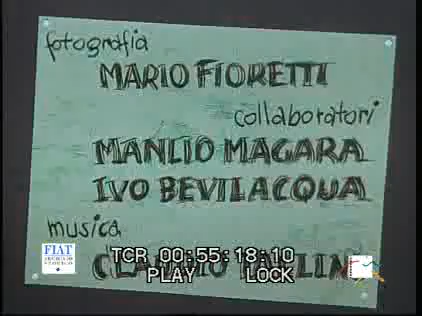 fotografia
MARIO FIORETTI
collaboratori
MANLIO MAGARA
IVO BEVILACQUA
musica
FIAT
TCR 00:55:18:10
PLAY LOCK